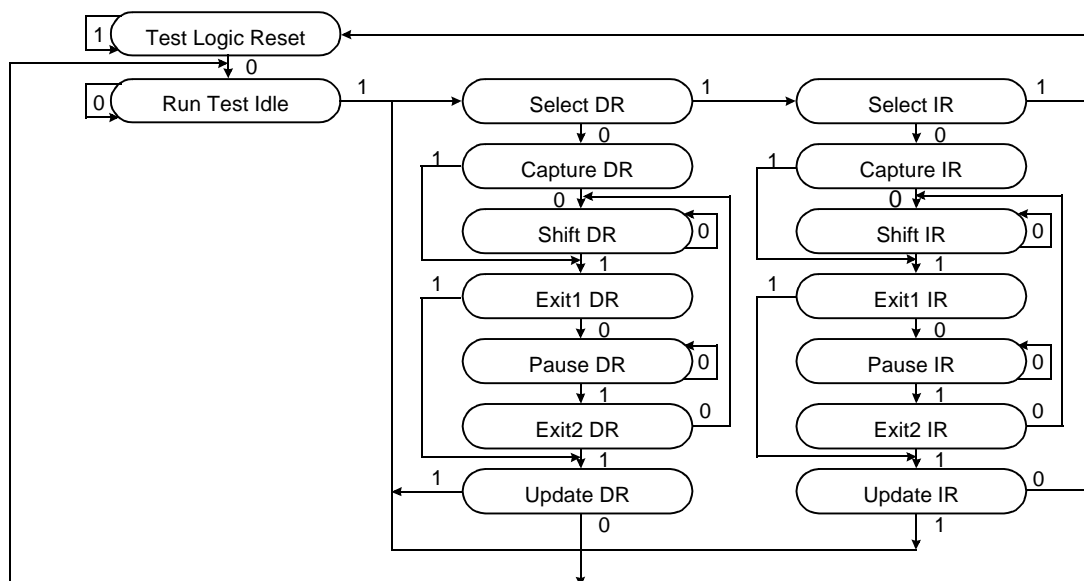 1 Test Logic Reset
0
0 Run Test Idle 1
Select DR 1
Select IR 1
0
0
1 Capture DR
1 Capture IR
0
0
Shift DR 0
Shift IR 0
1
1
1 Exit1 DR
1 Exit1 IR
0
0
Pause DR 0
Pause IR 0
1
1
Exit2 DR 0
Exit2 IR 0
1
1
1 Update DR
Update IR 0
0
1